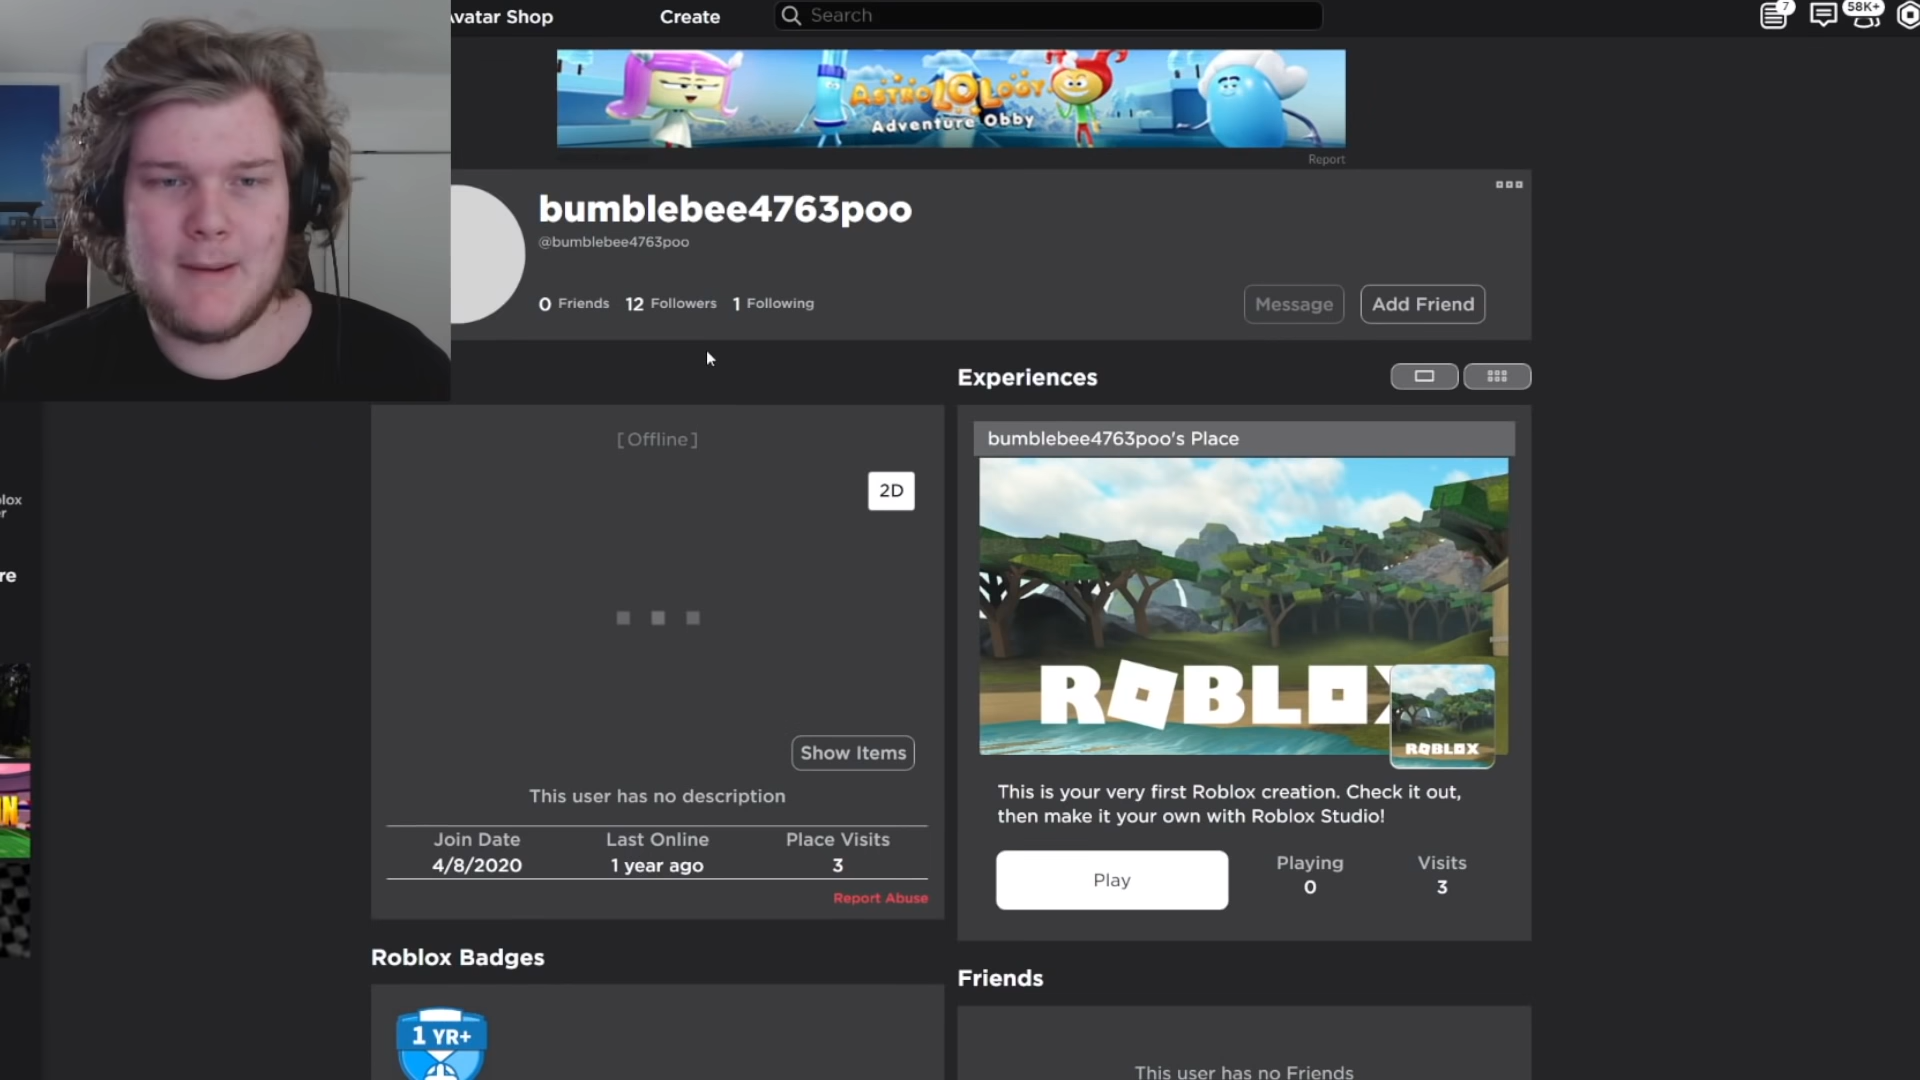 Avatar Shop
Create
Search
7
58K+
AstroLOLogy
Adventure Obby
Report
bumblebee4763poo
@bumblebee4763poo
0 Friends 12 Followers 1 Following
Message
Add Friend
Experiences
[ Offline ]
2D
Show Items
This user has no description
Join Date Last Online Place Visits
4/8/2020 1 year ago 3
Report Abuse
bumblebee4763poo's Place
ROBLOX
ROBLOX
This is your very first Roblox creation. Check it out,
then make it your own with Roblox Studio!
Play
Playing Visits
0 3
Roblox Badges
1 YR+
Friends
This user has no Friends